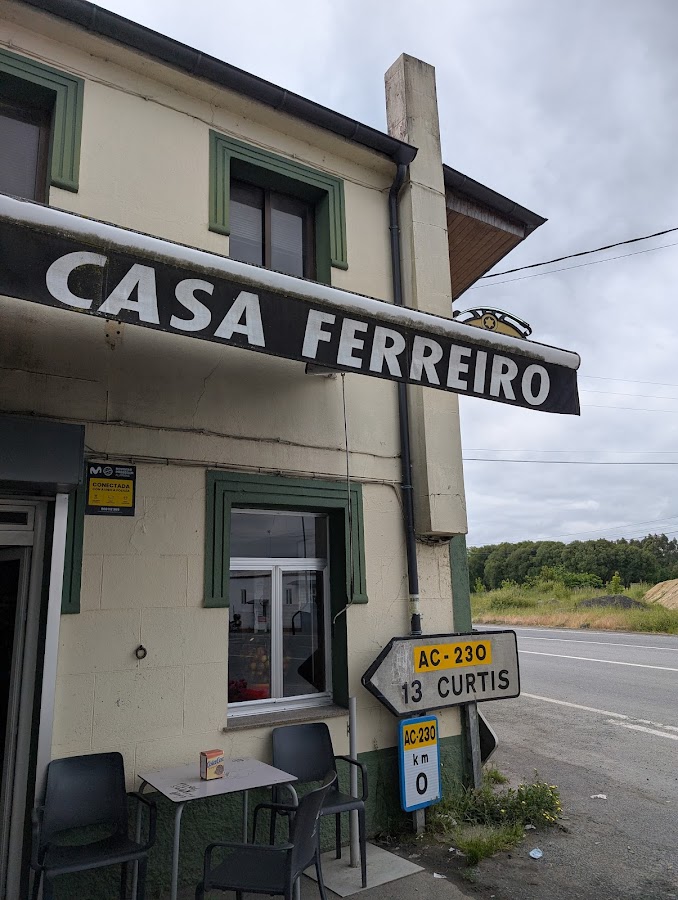 CASA FERREIRO
CONECTADA
AC-230
13 CURTIS
AC-230
km
0